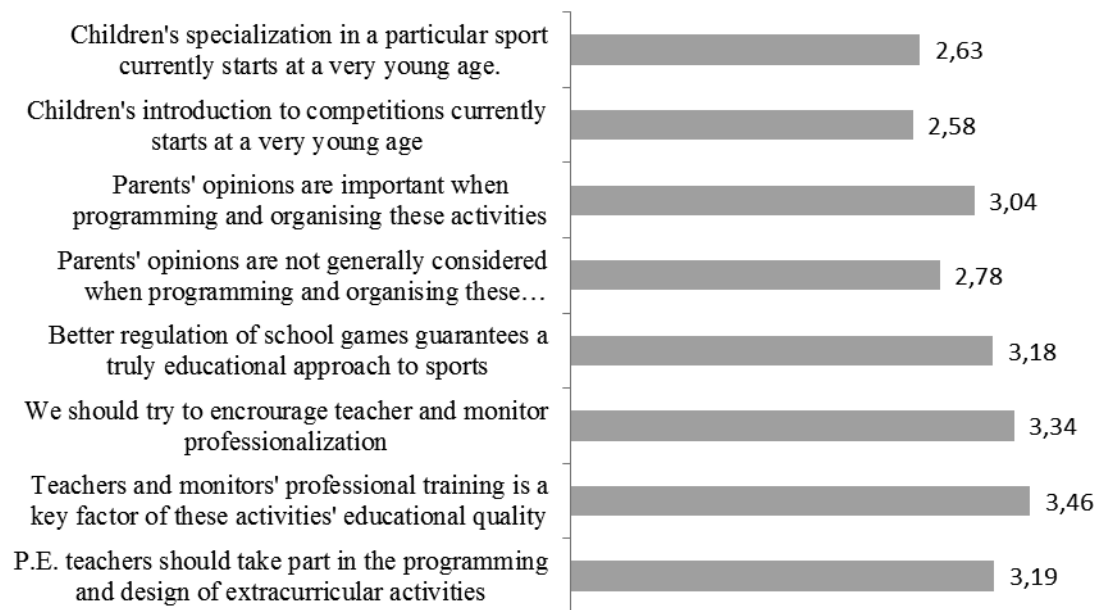 Children's specialization in a particular sport
currently starts at a very young age.
2,63
Children's introduction to competitions currently
starts at a very young age
2,58
Parents' opinions are important when
programming and organising these activities
3,04
Parents' opinions are not generally considered
when programming and organising these…
2,78
Better regulation of school games guarantees a
truly educational approach to sports
3,18
We should try to encrourage teacher and monitor
professionalization
3,34
Teachers and monitors' professional training is a
key factor of these activities' educational quality
3,46
P.E. teachers should take part in the programming
and design of extracurricular activities
3,19